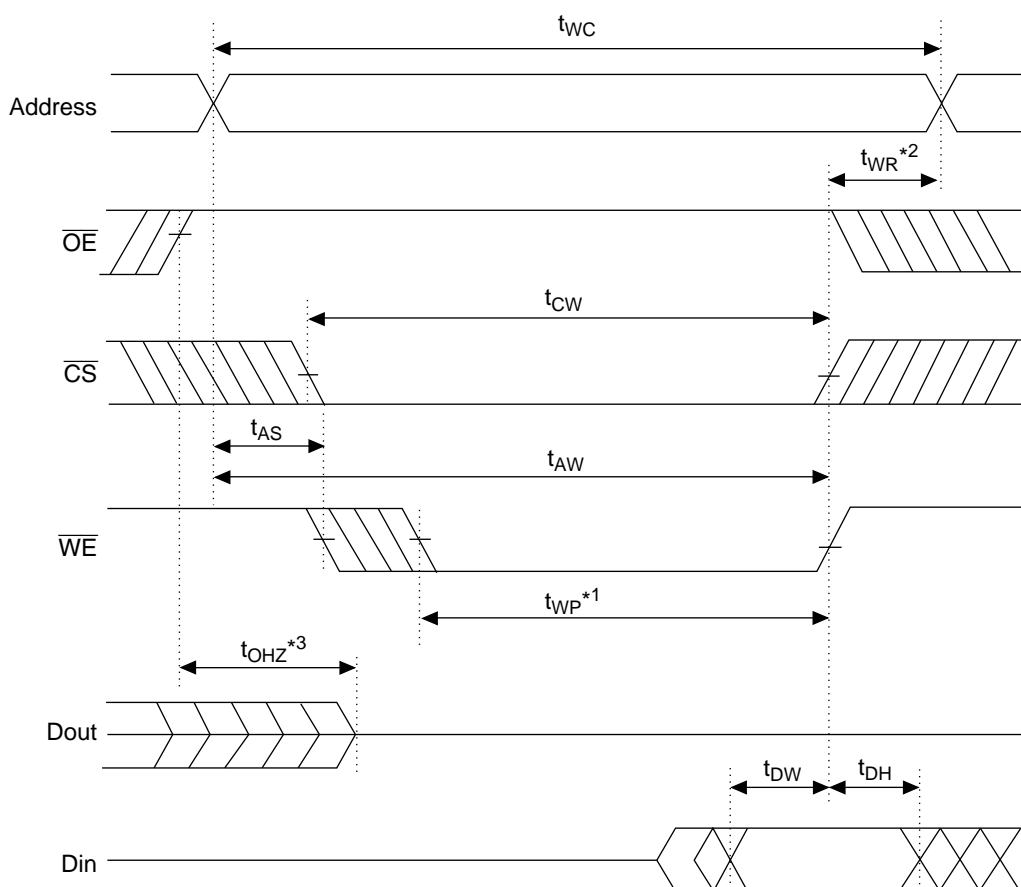 tWC
Address
tWR*2
OE
tCW
CS
tAS
tAW
WE
tWP*1
tOHZ*3
Dout
tDW
tDH
Din